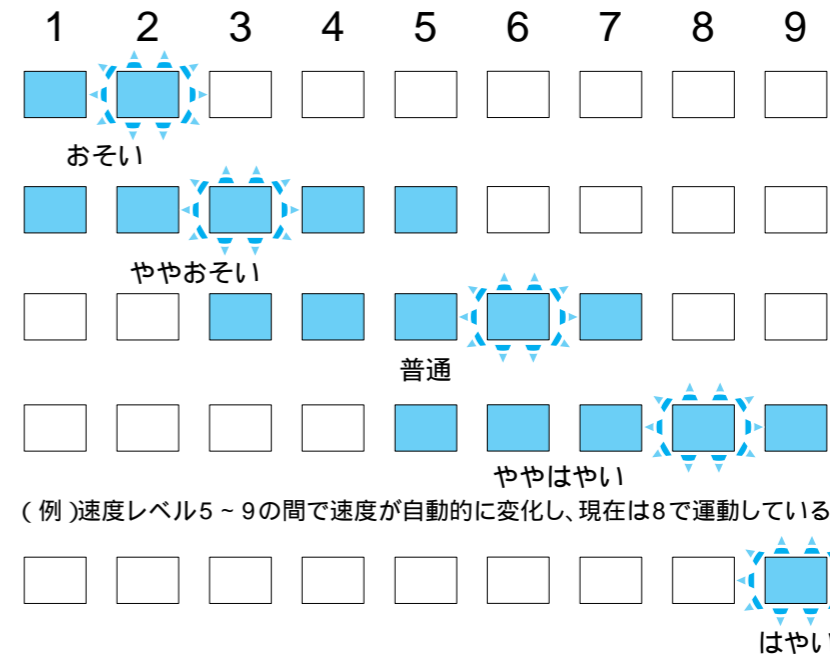 1 2 3 4 5 6 7 8 9
おそい
ややおそい
普通
ややはやい
(例)速度レベル5~9の間で速度が自動的に変化し、現在は8で運動している
はやい